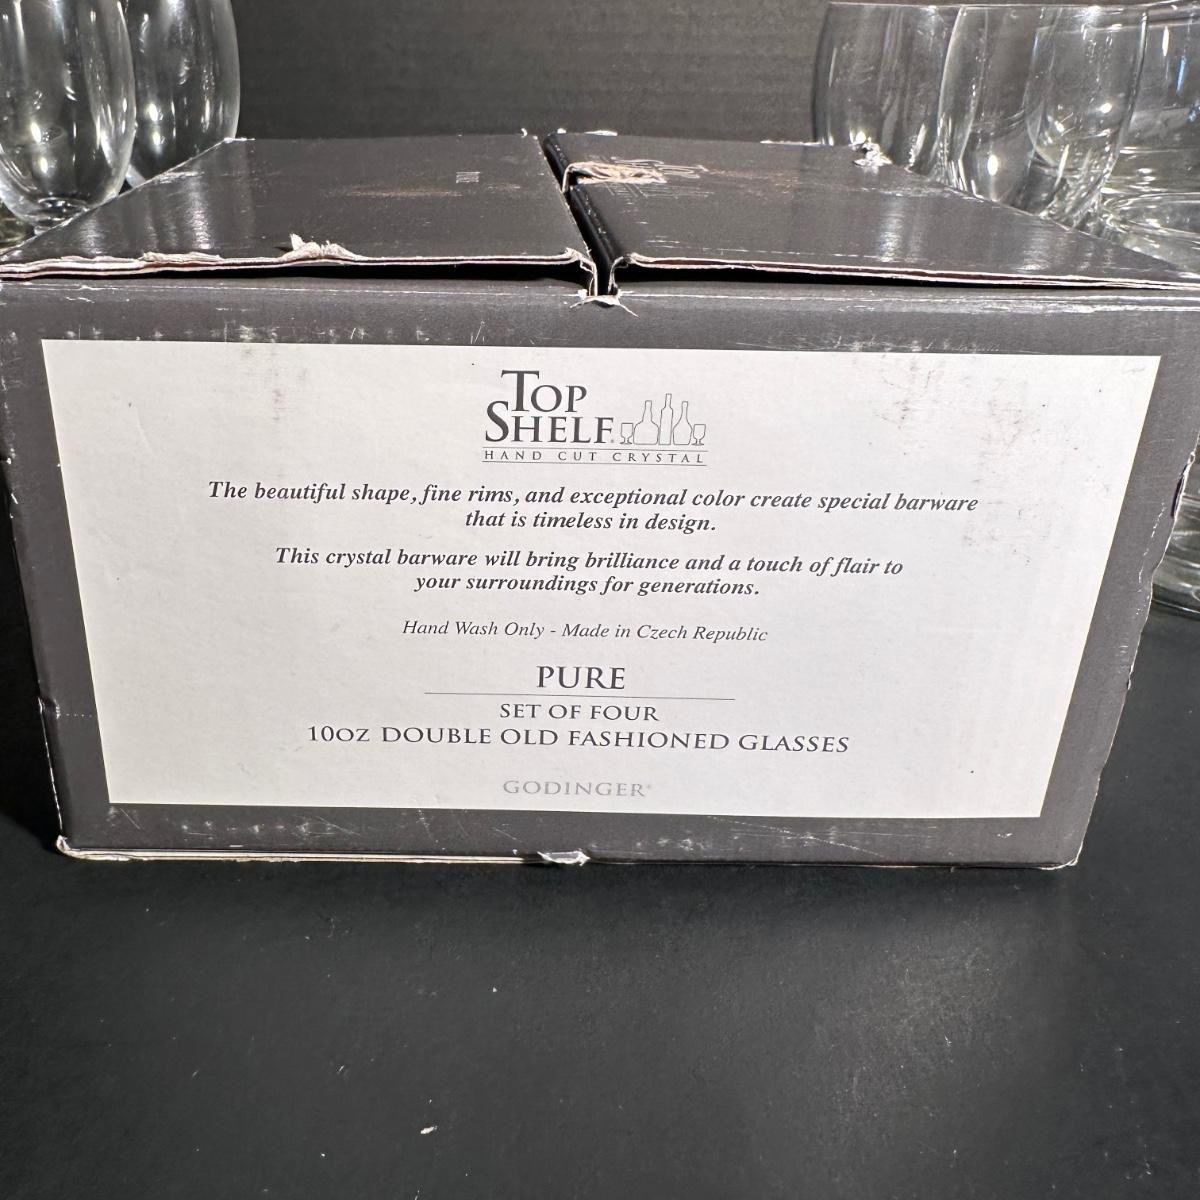 TOP
SHELF®
HAND CUT CRYSTAL
The beautiful shape, fine rims, and exceptional color create special barware
that is timeless in design.
This crystal barware will bring brilliance and a touch of flair to
your surroundings for generations.
Hand Wash Only - Made in Czech Republic
PURE
SET OF FOUR
10OZ DOUBLE OLD FASHIONED GLASSES
GODINGER®